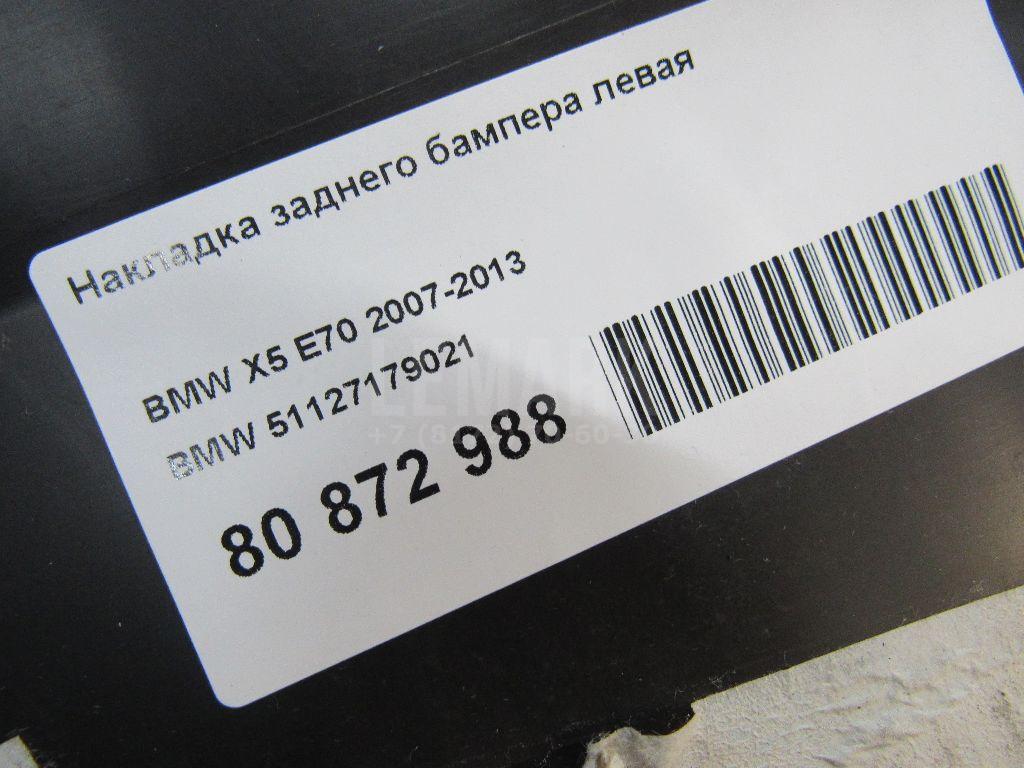 Накладка заднего бампера левая
BMW X5 E70 2007-2013
BMW 51127179021
80 872 988